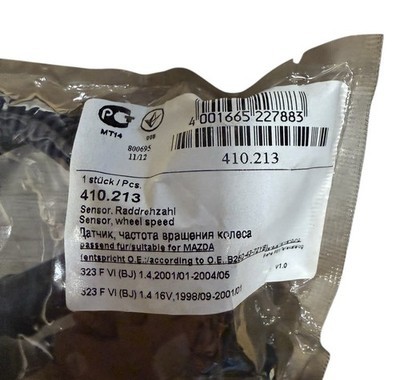 4 001665 227883
MT14
008
800695
11/12
410.213
1 stück / Pcs.
410.213
Sensor, Raddrehzahl
Sensor, wheel speed
Датчик, частота вращения колеса
passend für/suitable for MAZDA
(entspricht O.E.:/according to O.E. 
323 F VI (BJ) 1.4,2001/01-2004/05
323 F VI (BJ) 1.4 16V,1998/09-2001/01
v1.0